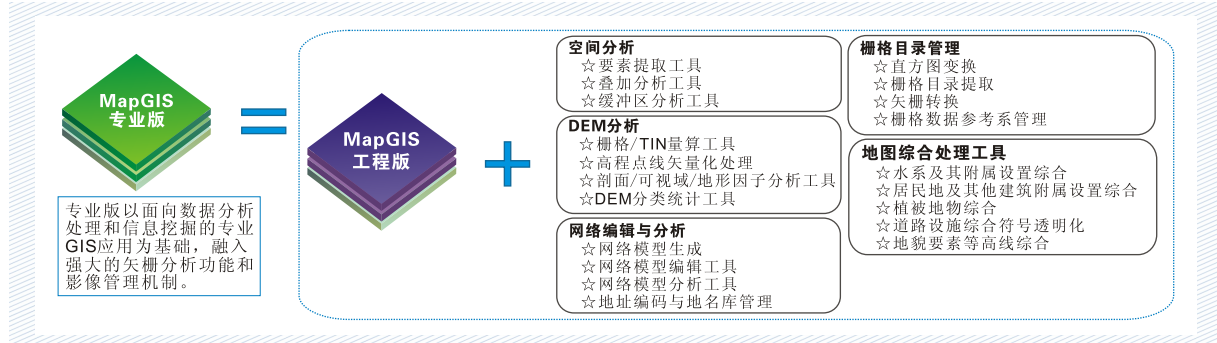 MapGIS
专业版
专业版以面向数据分析
处理和信息挖掘的专业
GIS应用为基础，融入
强大的矢栅分析功能和
影像管理机制。
MapGIS
工程版
空间分析
☆要素提取工具
☆叠加分析工具
☆缓冲区分析工具
DEM分析
☆栅格/TIN量算工具
☆高程点线矢量化处理
☆剖面/可视域/地形因子分析工具
☆DEM分类统计工具
网络编辑与分析
☆网络模型生成
☆网络模型编辑工具
☆网络模型分析工具
☆地址编码与地名库管理
栅格目录管理
☆直方图变换
☆栅格目录提取
☆矢栅转换
☆栅格数据参考系管理
地图综合处理工具
☆水系及其附属设置综合
☆居民地及其他建筑附属设置综合
☆植被地物综合
☆道路设施综合符号透明化
☆地貌要素等高线综合